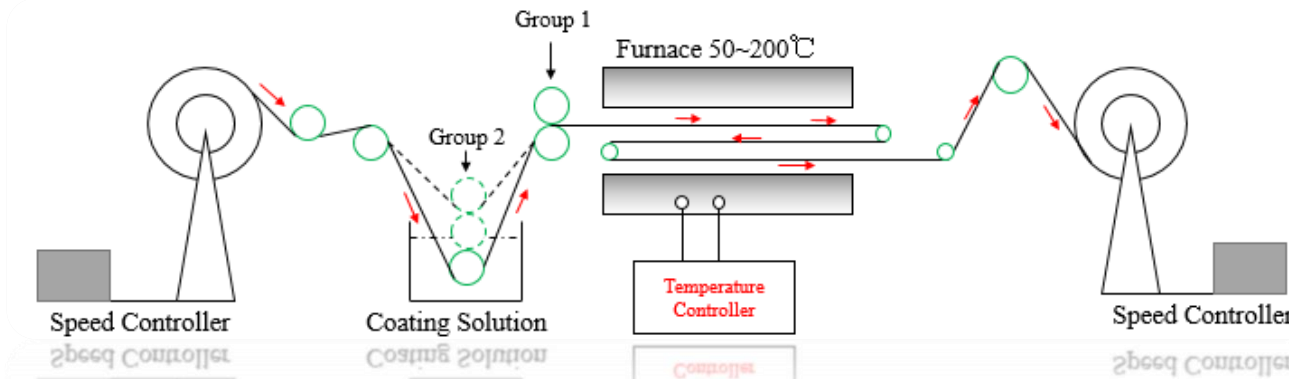 Group 1
Furnace 50~200℃
Group 2
Temperature
Controller
Speed Controller
Coating Solution
Speed Controller